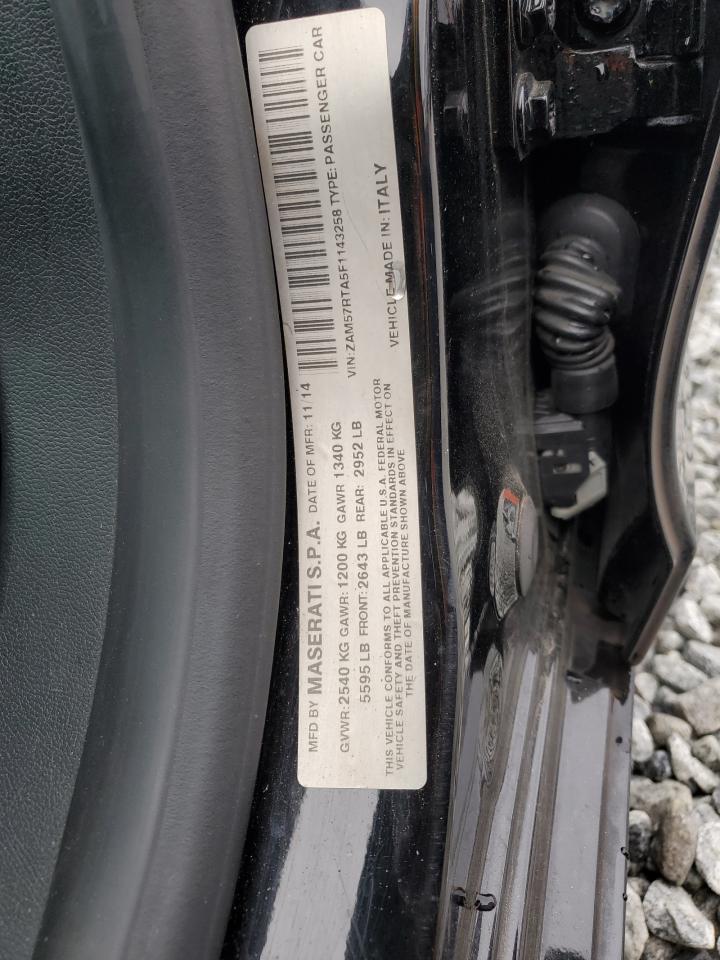 MFD BY MASERATI S.P.A. DATE OF MFR: 11/14
GVWR: 2540 KG GAWR: 1200 KG GAWR 1340 KG
5595 LB FRONT: 2643 LB REAR: 2952 LB
THIS VEHICLE CONFORMS TO ALL APPLICABLE U.S.A. FEDERAL MOTOR
VEHICLE SAFETY AND THEFT PREVENTION STANDARDS IN EFFECT ON
THE DATE OF MANUFACTURE SHOWN ABOVE
VIN: ZAM57RTA5F1143258 TYPE: PASSENGER CAR
VEHICLE MADE IN: ITALY